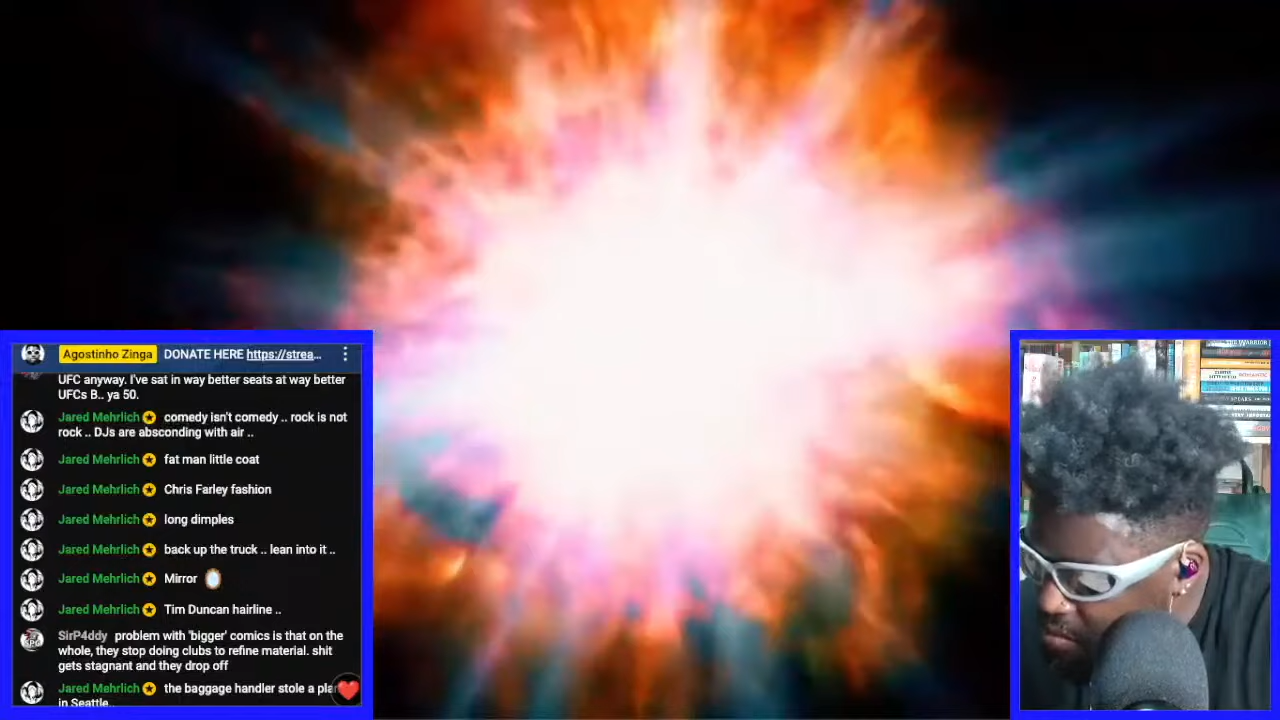 Agostinho Zinga DONATE HERE https://strea...
UFC anyway. I've sat in way better seats at way better
UFCs B.. ya 50.
Jared Mehrlich comedy isn't comedy .. rock is not
rock .. DJs are absconding with air ..
Jared Mehrlich fat man little coat
Jared Mehrlich Chris Farley fashion
Jared Mehrlich long dimples
Jared Mehrlich back up the truck .. lean into it ..
Jared Mehrlich Mirror
Jared Mehrlich Tim Duncan hairline ..
SirP4ddy problem with 'bigger' comics is that on the
whole, they stop doing clubs to refine material. shit
gets stagnant and they drop off
Jared Mehrlich the baggage handler stole a
in Seattle..
THE WARRIOR
ROMANTIC